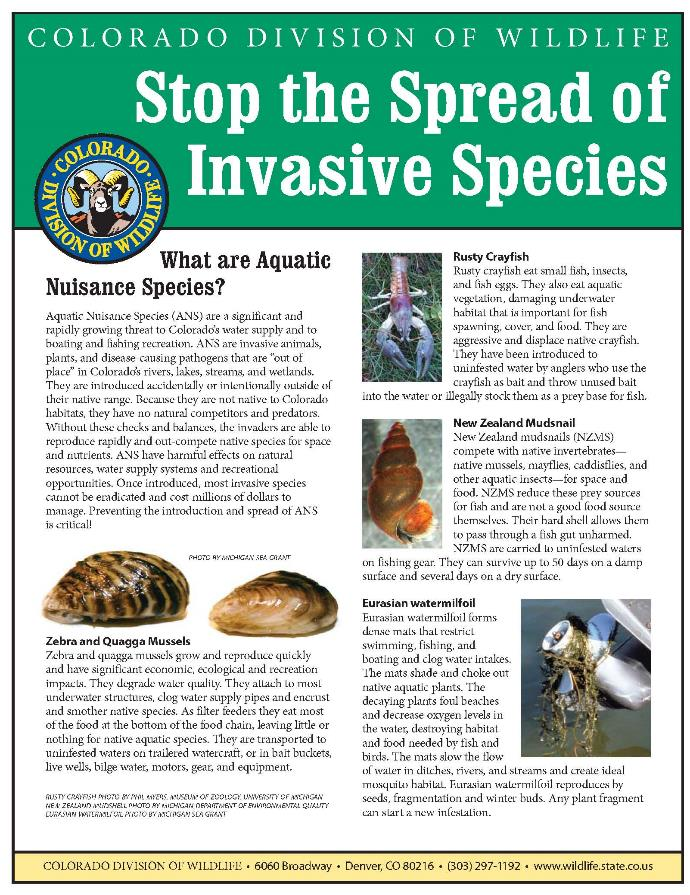 COLORADO DIVISION OF WILDLIFE
Stop the Spread of
Invasive Species
COLORADO
DIVISION OF WILDLIFE
What are Aquatic
Nuisance Species?
Aquatic Nuisance Species (ANS) are a significant and
rapidly growing threat to Colorado's water supply and to
boating and fishing recreation. ANS are invasive animals,
plants, and disease-causing pathogens that are "out of
place" in Colorado's rivers, lakes, streams, and wetlands.
They are introduced accidentally or intentionally outside of
their native range. Because they are not native to Colorado
habitats, they have no natural competitors and predators.
Without these checks and balances, the invaders are able to
reproduce rapidly and out-compete native species for space
and nutrients. ANS have harmful effects on natural
resources, water supply systems and recreational
opportunities. Once introduced, most invasive species
cannot be eradicated and cost millions of dollars to
manage. Preventing the introduction and spread of ANS
is critical!
PHOTO BY MICHIGAN SEA GRANT
Zebra and Quagga Mussels
Zebra and quagga mussels grow and reproduce quickly
and have significant economic, ecological and recreation
impacts. They degrade water quality. They attach to most
underwater structures, clog water supply pipes and encrust
and smother native species. As filter feeders they eat most
of the food at the bottom of the food chain, leaving little or
nothing for native aquatic species. They are transported to
uninfested waters on trailered watercraft, or in bait buckets,
live wells, bilge water, motors, gear, and equipment.
RUSTY CRAYFISH PHOTO BY PHIL MYERS, MUSEUM OF ZOOLOGY, UNIVERSITY OF MICHIGAN
NEW ZEALAND MUDSHELL PHOTO BY MICHIGAN DEPARTMENT OF ENVIRONMENTAL QUALITY
EURASIAN WATERMILFOIL PHOTO BY MICHIGAN SEA GRANT
Rusty Crayfish
Rusty crayfish eat small fish, insects,
and fish eggs. They also eat aquatic
vegetation, damaging underwater
habitat that is important for fish
spawning, cover, and food. They are
aggressive and displace native crayfish.
They have been introduced to
uninfested water by anglers who use the
crayfish as bait and throw unused bait
into the water or illegally stock them as a prey base for fish.
New Zealand Mudsnail
New Zealand mudsnails (NZMS)
compete with native invertebrates—
native mussels, mayflies, caddisflies, and
other aquatic insects—for space and
food. NZMS reduce these prey sources
for fish and are not a good food source
themselves. Their hard shell allows them
to pass through a fish gut unharmed.
NZMS are carried to uninfested waters
on fishing gear. They can survive up to 50 days on a damp
surface and several days on a dry surface.
Eurasian watermilfoil
Eurasian watermilfoil forms
dense mats that restrict
swimming, fishing, and
boating and clog water intakes.
The mats shade and choke out
native aquatic plants. The
decaying plants foul beaches
and decrease oxygen levels in
the water, destroying habitat
and food needed by fish and
birds. The mats slow the flow
of water in ditches, rivers, and streams and create ideal
mosquito habitat. Eurasian watermilfoil reproduces by
seeds, fragmentation and winter buds. Any plant fragment
can start a new infestation.
COLORADO DIVISION OF WILDLIFE • 6060 Broadway • Denver, CO 80216 • (303) 297-1192 • www.wildlife.state.co.us